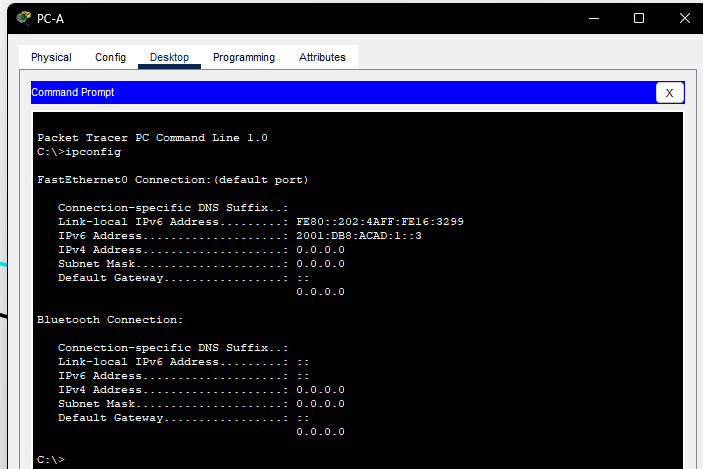 PC-A
Physical Config Desktop Programming Attributes
Command Prompt X
Packet Tracer PC Command Line 1.0
C:\>ipconfig
FastEthernet0 Connection:(default port)
Connection-specific DNS Suffix..:
Link-local IPv6 Address.........: FE80::202:4AFF:FE16:3299
IPv6 Address....................: 2001:DB8:ACAD:1::3
IPv4 Address....................: 0.0.0.0
Subnet Mask.....................: 0.0.0.0
Default Gateway.................: ::
0.0.0.0
Bluetooth Connection:
Connection-specific DNS Suffix..:
Link-local IPv6 Address.........: ::
IPv6 Address....................: ::
IPv4 Address....................: 0.0.0.0
Subnet Mask.....................: 0.0.0.0
Default Gateway.................: ::
0.0.0.0
C:\>